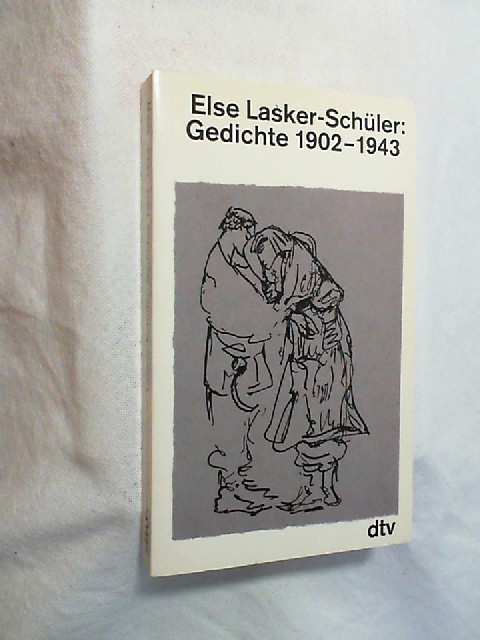 Else Lasker-Schüler:
Gedichte 1902–1943
dtv